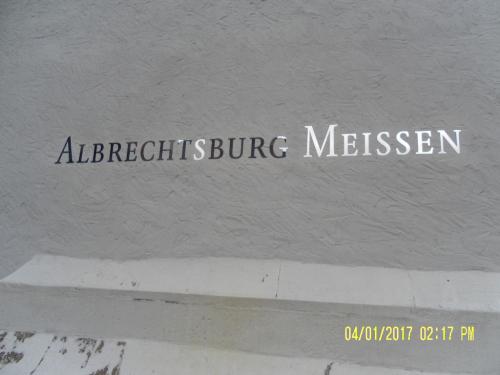 ALBRECHTSBURG MEISSEN
04/01/2017 02:17 PM